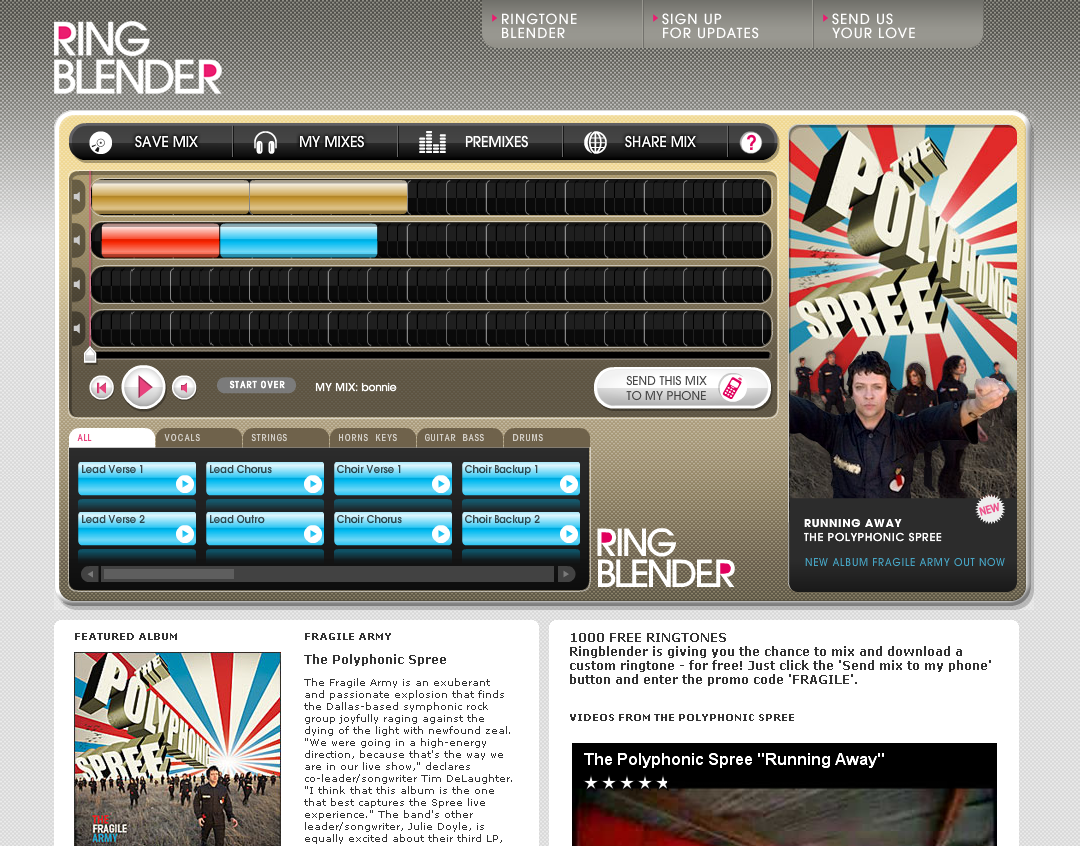 RING
BLENDER
RINGTONE
BLENDER
SIGN UP
FOR UPDATES
SEND US
YOUR LOVE
SAVE MIX
MY MIXES
PREMIXES
SHARE MIX
?
START OVER
MY MIX: bonnie
SEND THIS MIX
TO MY PHONE
ALL
VOCALS
STRINGS
HORNS KEYS
GUITAR BASS
DRUMS
Lead Verse 1
Lead Chorus
Choir Verse 1
Choir Backup 1
Lead Verse 2
Lead Outro
Choir Chorus
Choir Backup 2
RING
BLENDER
THE
POLYPHONIC
SPREE
NEW
RUNNING AWAY
THE POLYPHONIC SPREE
NEW ALBUM FRAGILE ARMY OUT NOW
FEATURED ALBUM
THE
POLYPHONIC
SPREE
THE
FRAGILE
ARMY
FRAGILE ARMY
The Polyphonic Spree
The Fragile Army is an exuberant
and passionate explosion that finds
the Dallas-based symphonic rock
group joyfully raging against the
dying of the light with newfound zeal.
"We were going in a high-energy
direction, because that's the way we
are in our live show," declares
co-leader/songwriter Tim DeLaughter.
"I think that this album is the one
that best captures the Spree live
experience." The band's other
leader/songwriter, Julie Doyle, is
equally excited about their third LP,
1000 FREE RINGTONES
Ringblender is giving you the chance to mix and download a
custom ringtone - for free! Just click the 'Send mix to my phone'
button and enter the promo code 'FRAGILE'.
VIDEOS FROM THE POLYPHONIC SPREE
The Polyphonic Spree "Running Away"